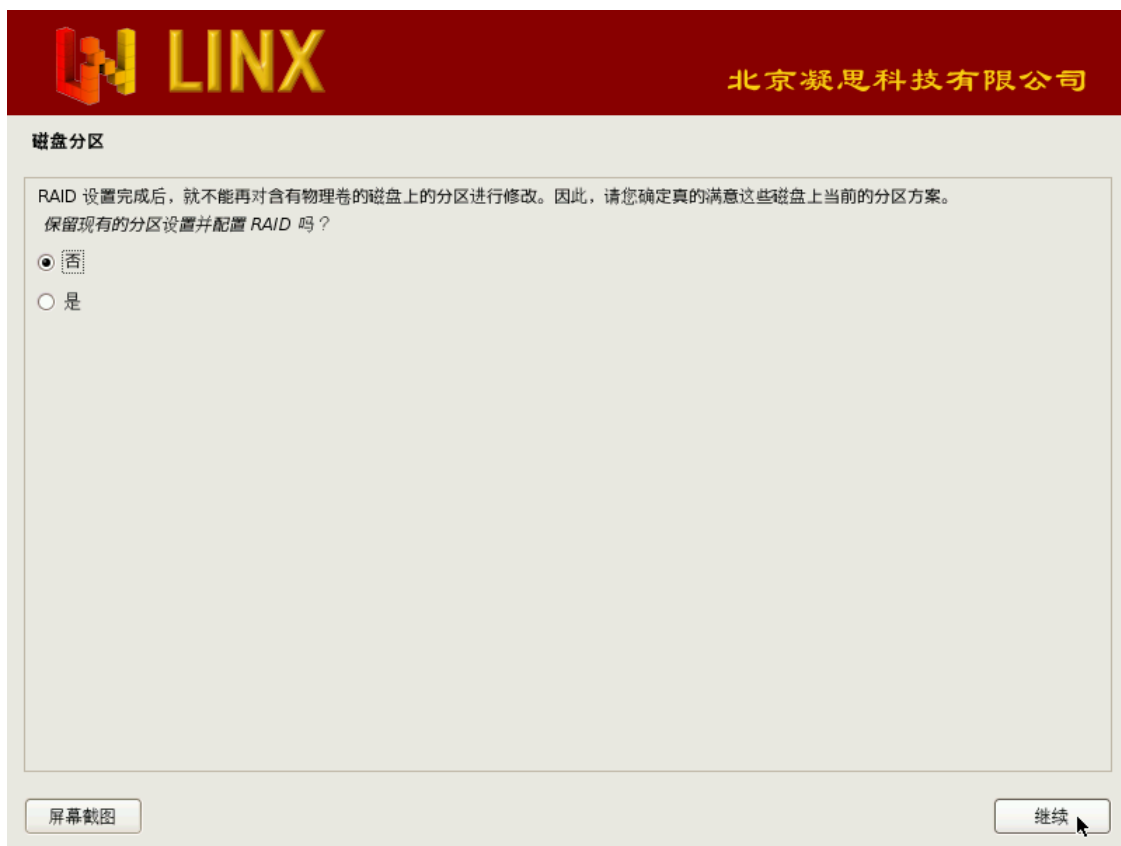 LINX
北京凝思科技有限公司
磁盘分区
RAID 设置完成后，就不能再对含有物理卷的磁盘上的分区进行修改。因此，请您确定真的满意这些磁盘上当前的分区方案。
保留现有的分区设置并配置 RAID 吗？
否
是
屏幕截图
继续